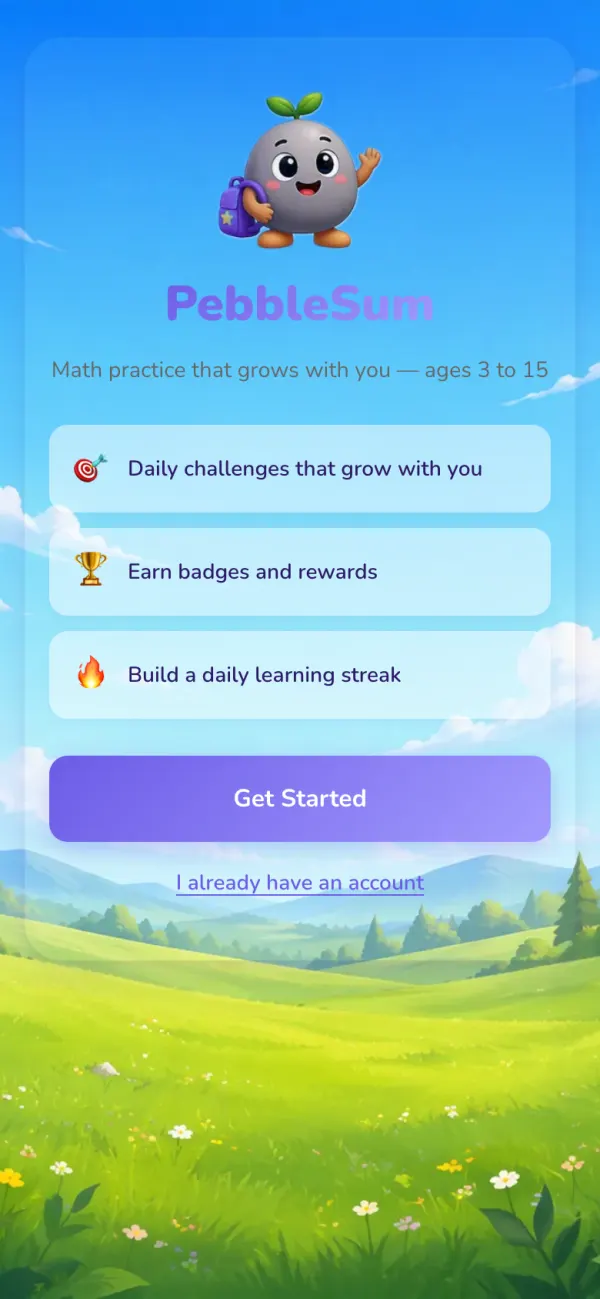 PebbleSum
Math practice that grows with you — ages 3 to 15
Daily challenges that grow with you
Earn badges and rewards
Build a daily learning streak
Get Started
I already have an account